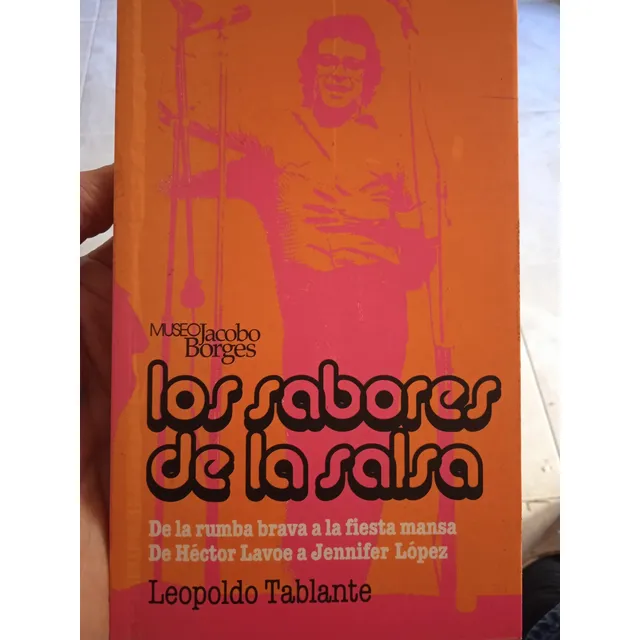 MUSEO Jacobo
Borges
los sabores
de la salsa
De la rumba brava a la fiesta mansa
De Héctor Lavoe a Jennifer López
Leopoldo Tablante